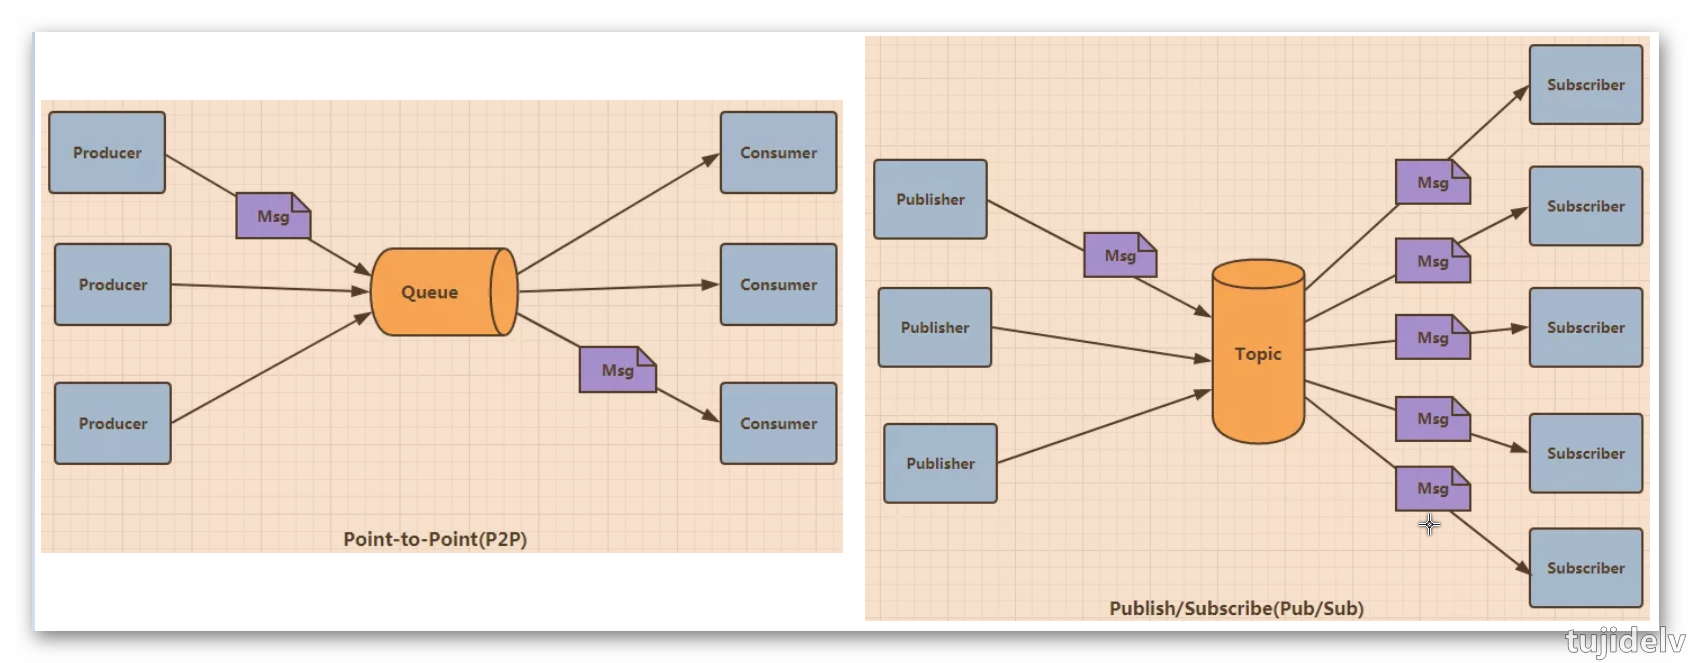 Producer
Msg
Producer
Producer
Queue
Msg
Consumer
Consumer
Consumer
Point-to-Point(P2P)
Publisher
Msg
Publisher
Publisher
Topic
Msg
Msg
Msg
Msg
Msg
Subscriber
Subscriber
Subscriber
Subscriber
Subscriber
Publish/Subscribe(Pub/Sub)
tujidelv